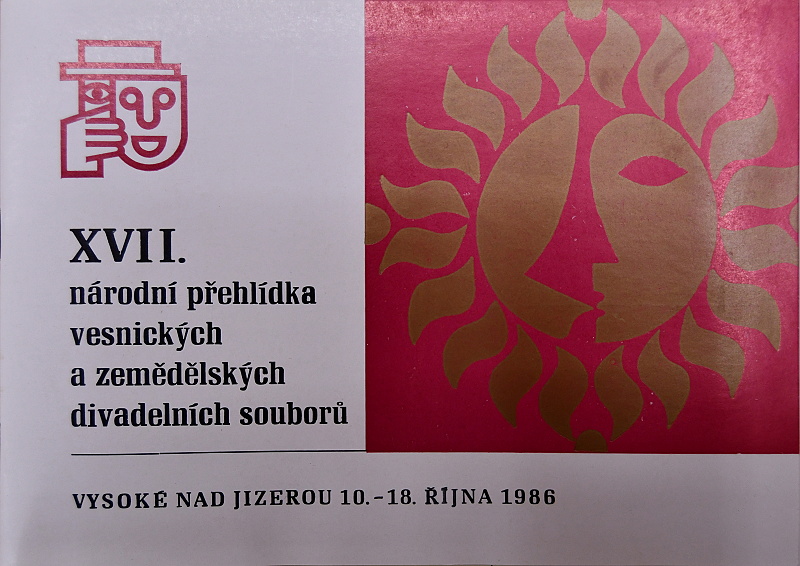 XVII.
národní přehlídka
vesnických
a zemědělských
divadelních souborů
VYSOKÉ NAD JIZEROU 10.–18. ŘÍJNA 1986